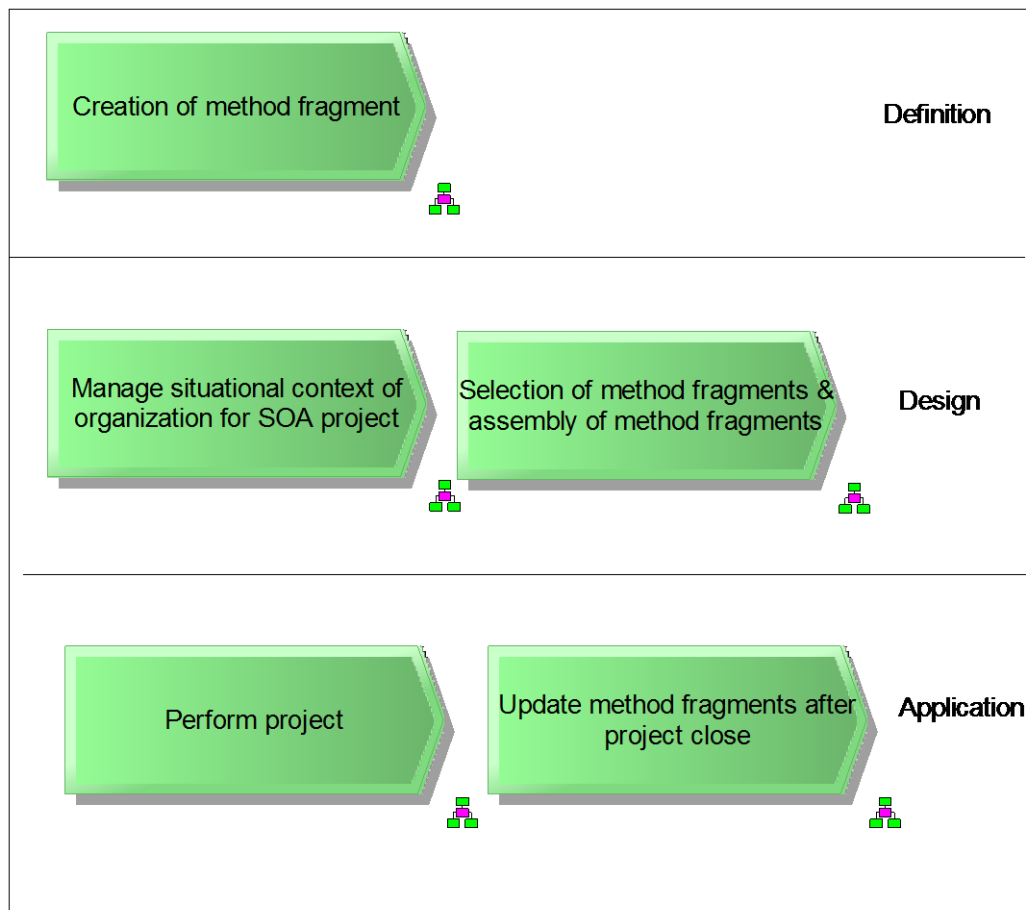 Creation of method fragment
Definition
Manage situational context of
organization for SOA project
Selection of method fragments &
assembly of method fragments
Design
Perform project
Update method fragments after
project close
Application